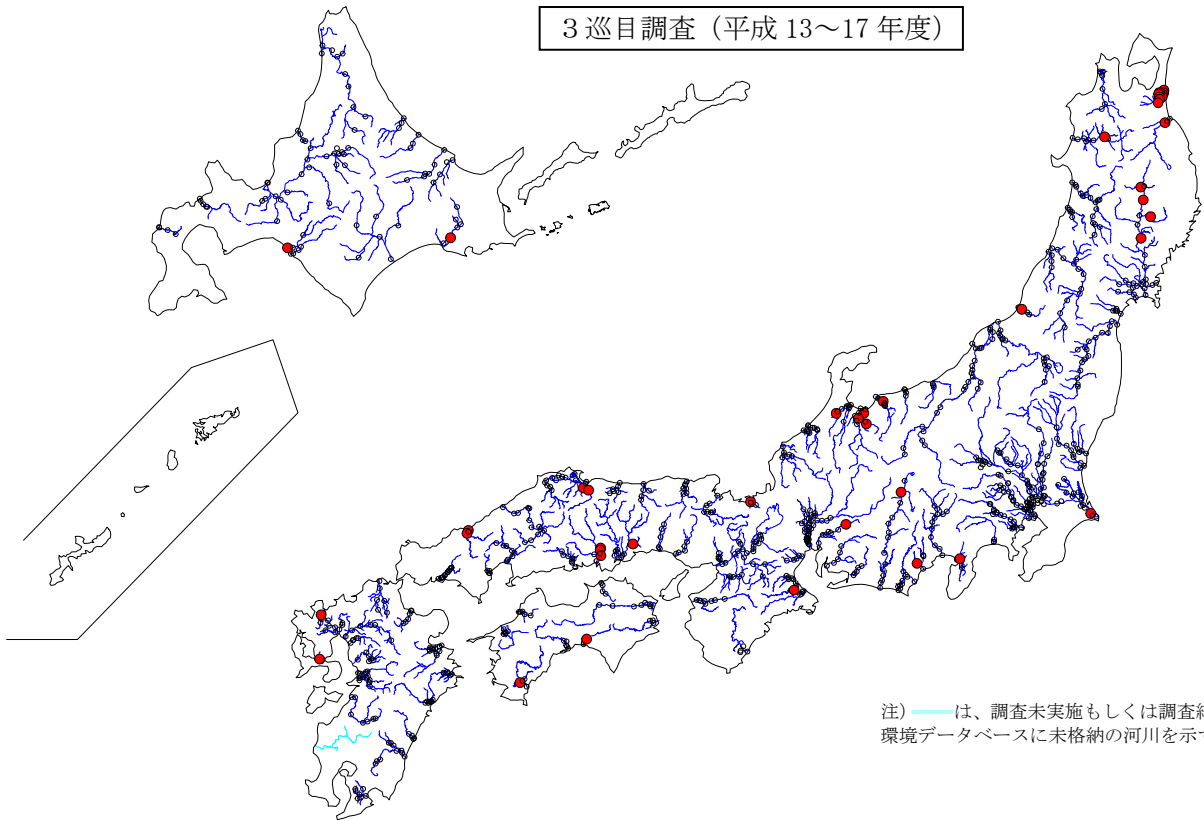 3巡目調査（平成 13～17 年度）
注）　は、調査未実施もしくは調査結
環境データベースに未格納の河川を示す